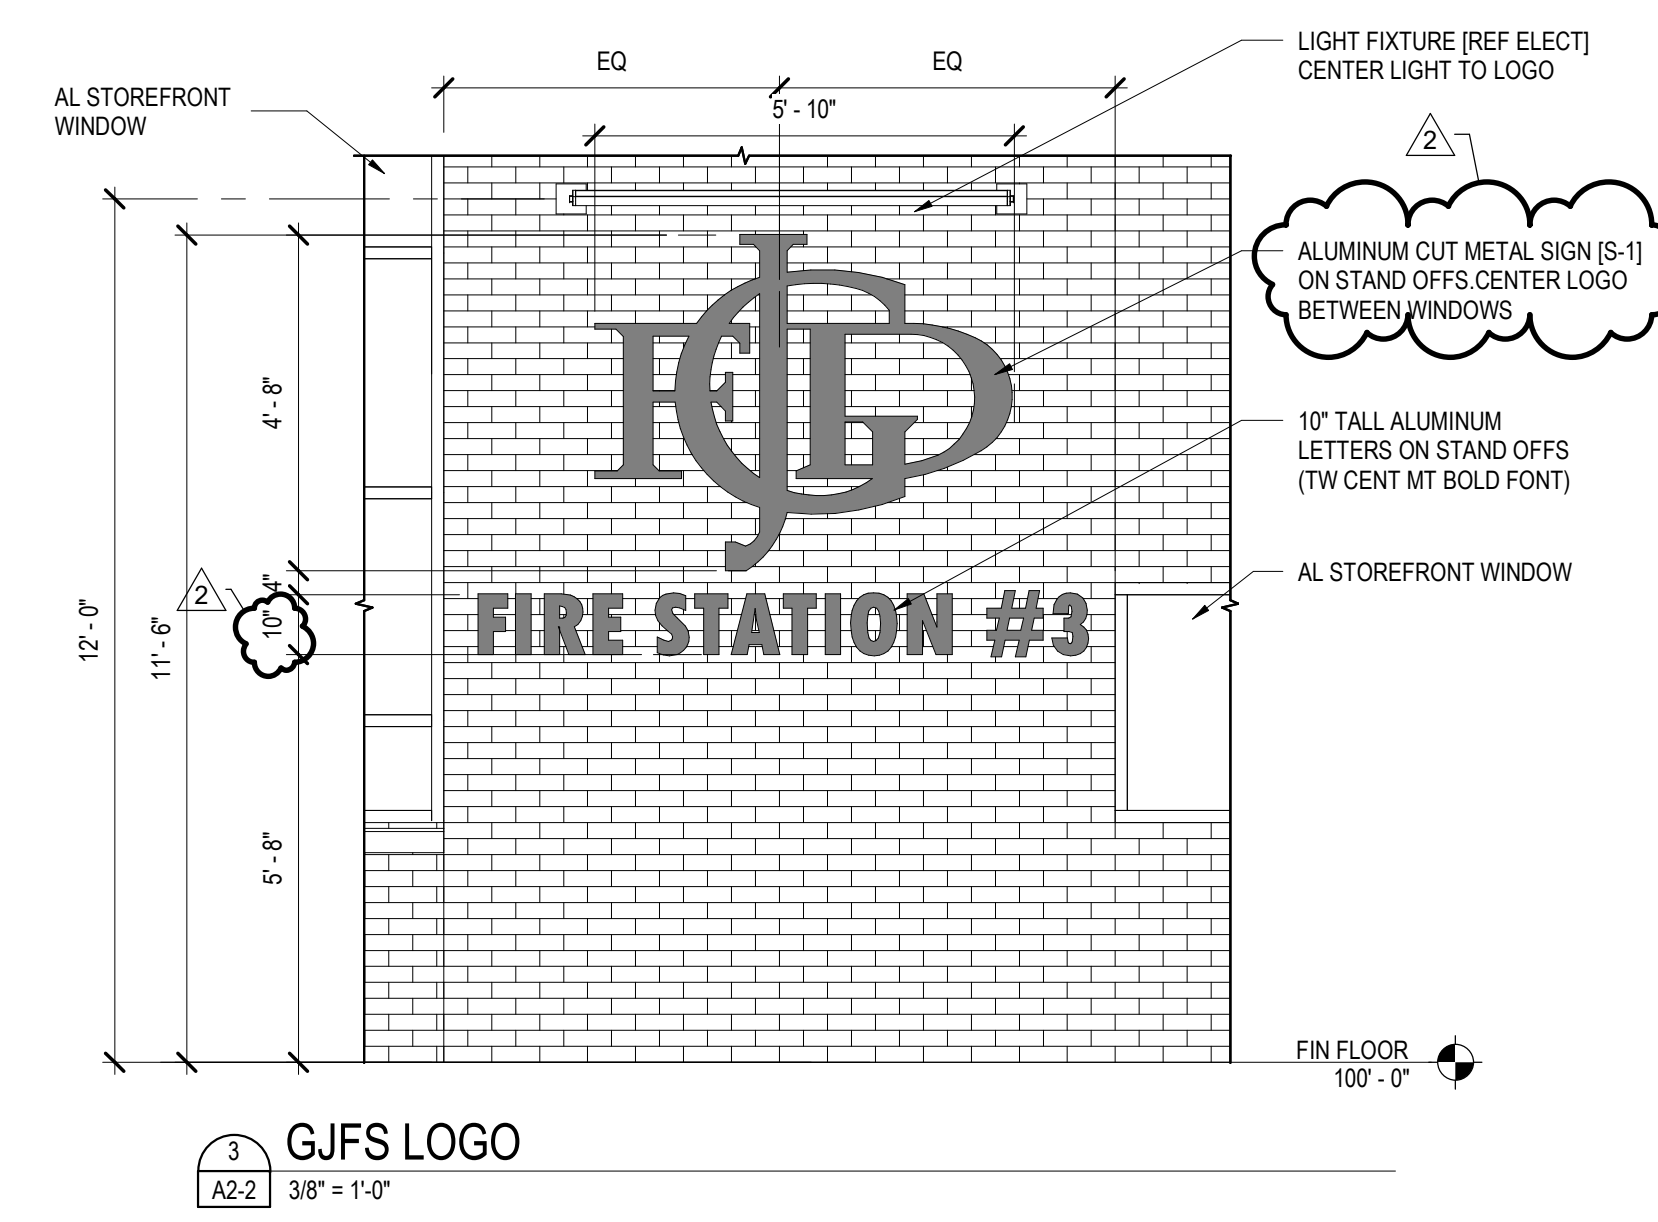 LIGHT FIXTURE [REF ELECT]
CENTER LIGHT TO LOGO
EQ
EQ
AL STOREFRONT
WINDOW
5' - 10"
2
ALUMINUM CUT METAL SIGN [S-1]
ON STAND OFFS.CENTER LOGO
BETWEEN WINDOWS
4' - 8"
10" TALL ALUMINUM
LETTERS ON STAND OFFS
(TW CENT MT BOLD FONT)
AL STOREFRONT WINDOW
2
4"
10"
FIRE STATION #3
12' - 0"
11' - 6"
5' - 8"
FIN FLOOR
100' - 0"
3
GJFS LOGO
A2-2
3/8" = 1'-0"